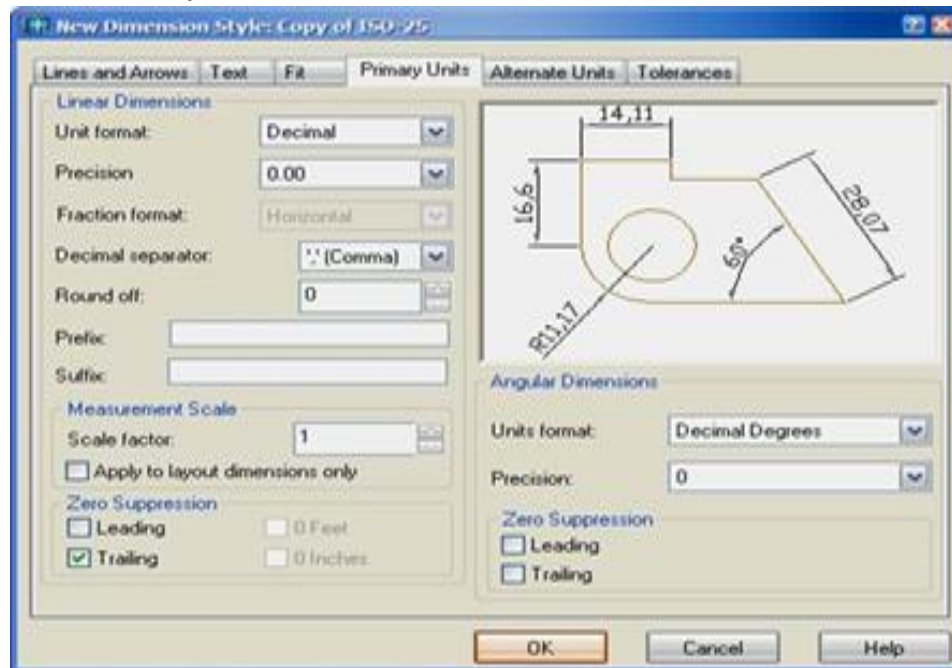 New Dimension Style: Copy of ISO-25
Lines and Arrows Text Fit Primary Units Alternate Units Tolerances
Linear Dimensions
Unit format: Decimal
Precision 0.00
Fraction format: Horizontal
Decimal separator: ',' (Comma)
Round off: 0
Prefix:
Suffix:
Measurement Scale
Scale factor: 1
Apply to layout dimensions only
Zero Suppression
Leading 0 Feet
Trailing 0 Inches
14,11
16,6
28,07
60°
R11,17
Angular Dimensions
Units format: Decimal Degrees
Precision: 0
Zero Suppression
Leading
Trailing
OK Cancel Help